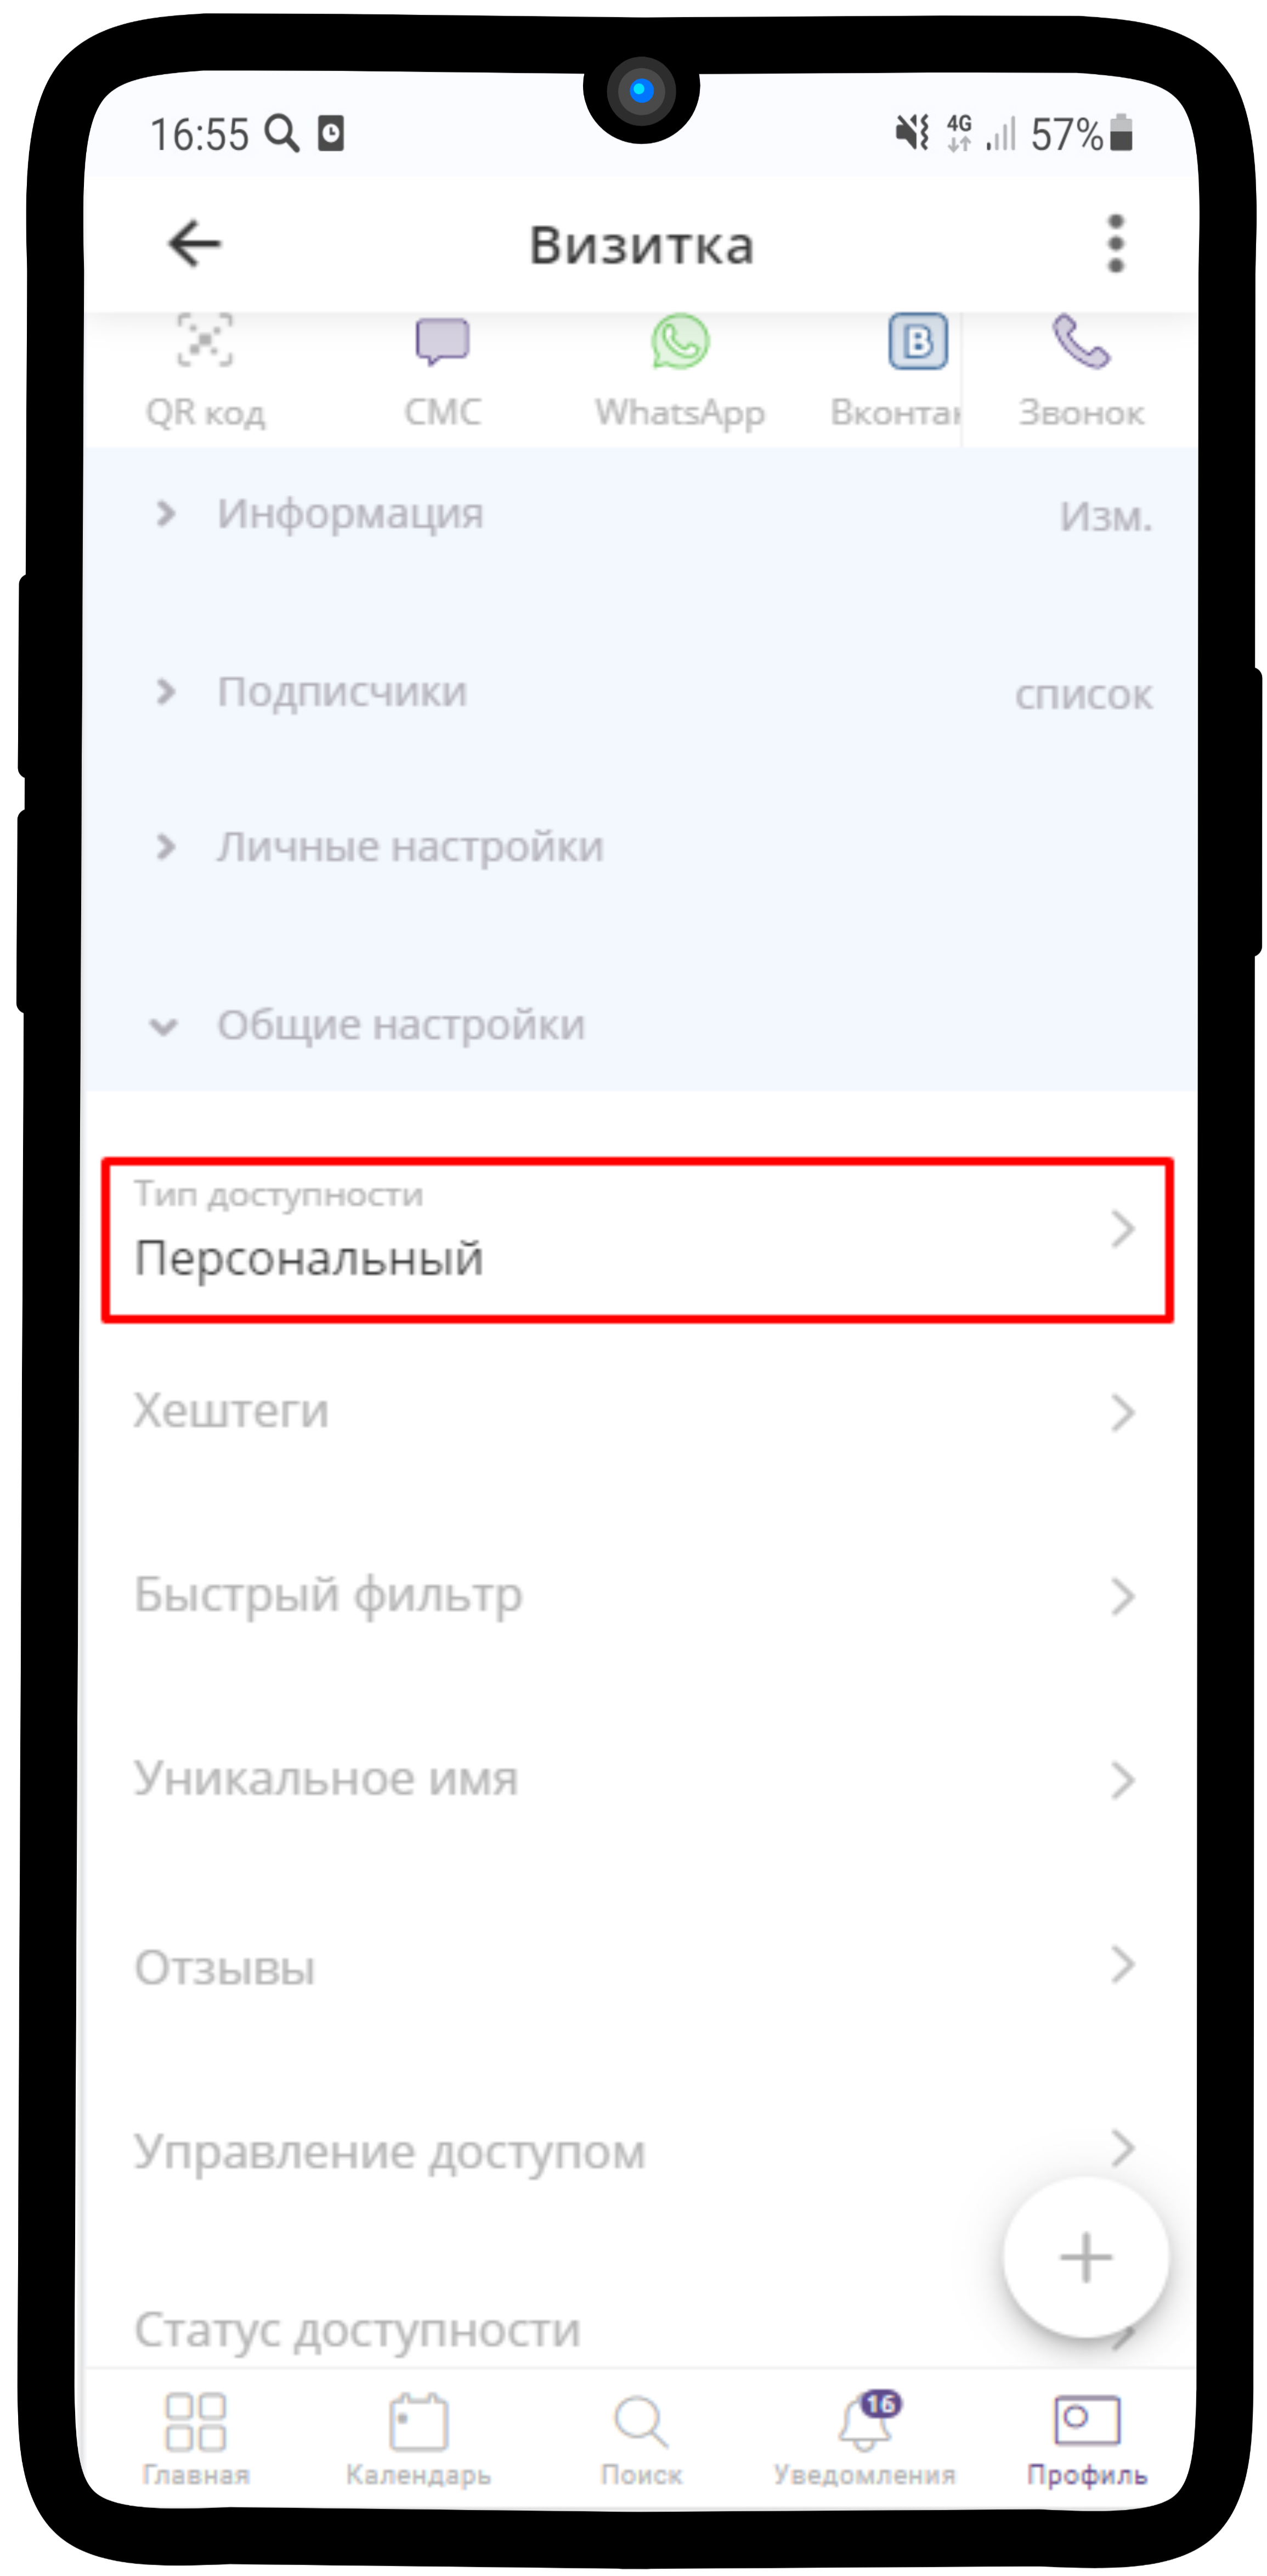 16:55
4G 57%
Визитка
QR код СМС WhatsApp Вконтак Звонок
Информация Изм.
Подписчики список
Личные настройки
Общие настройки
Тип доступности
Персональный
Хештеги
Быстрый фильтр
Уникальное имя
Отзывы
Управление доступом
Статус доступности
16
Главная Календарь Поиск Уведомления Профиль